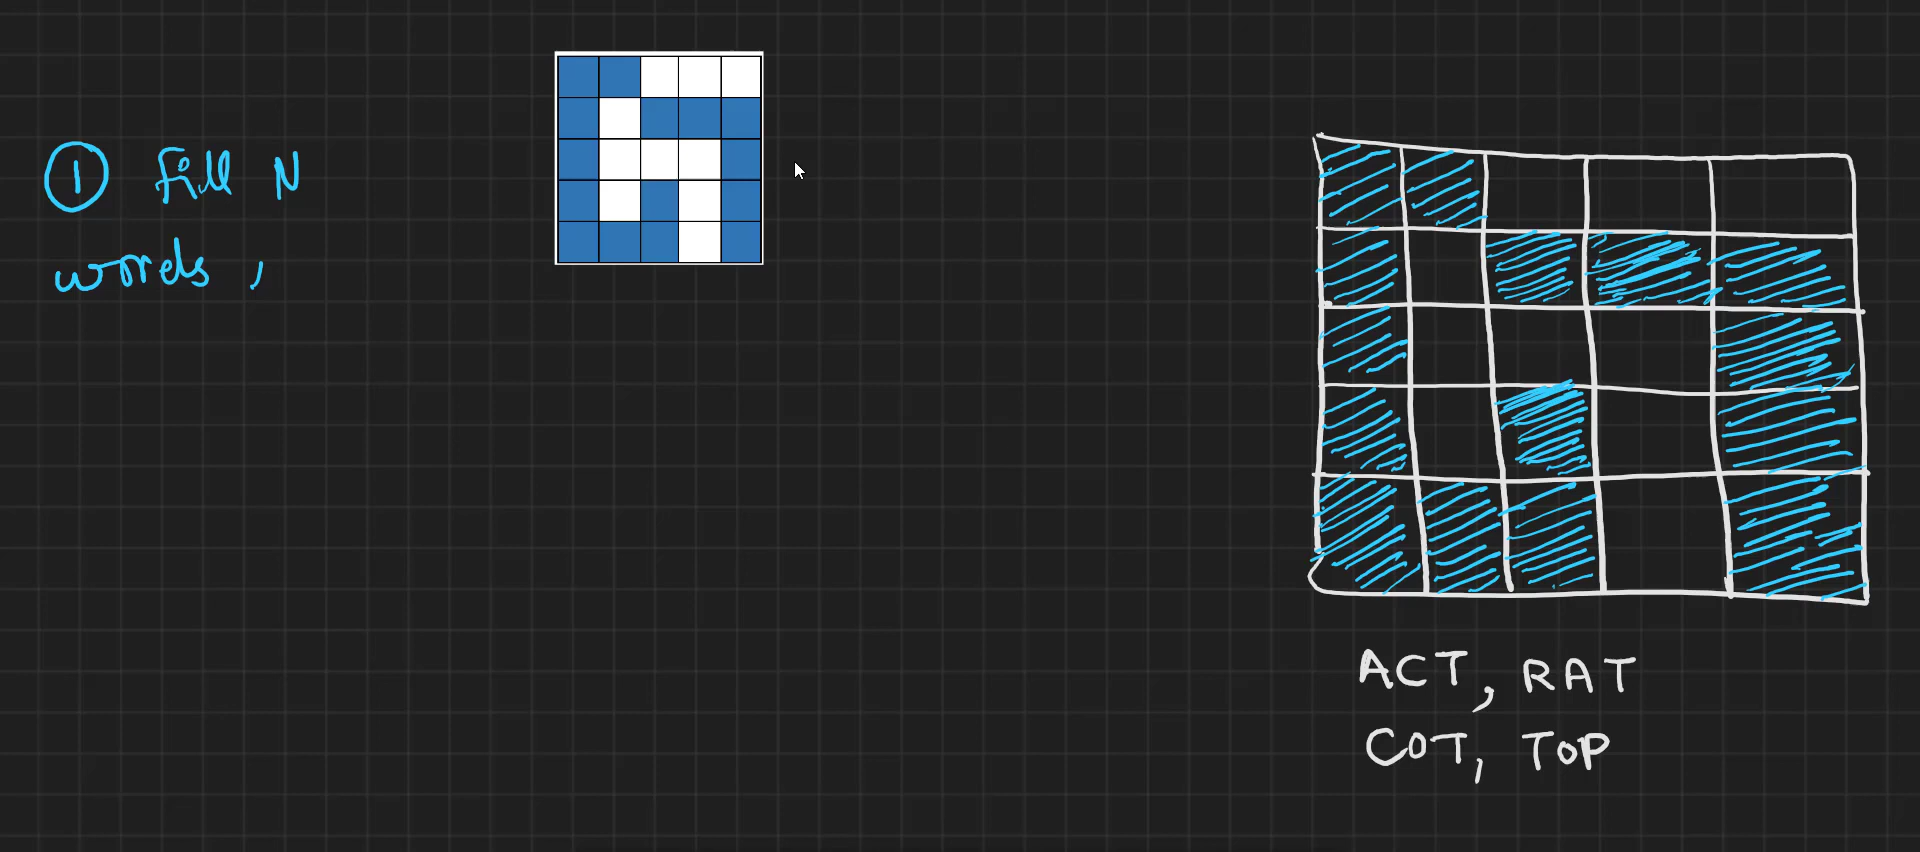 ① fill N
words ,
ACT, RAT
COT, TOP